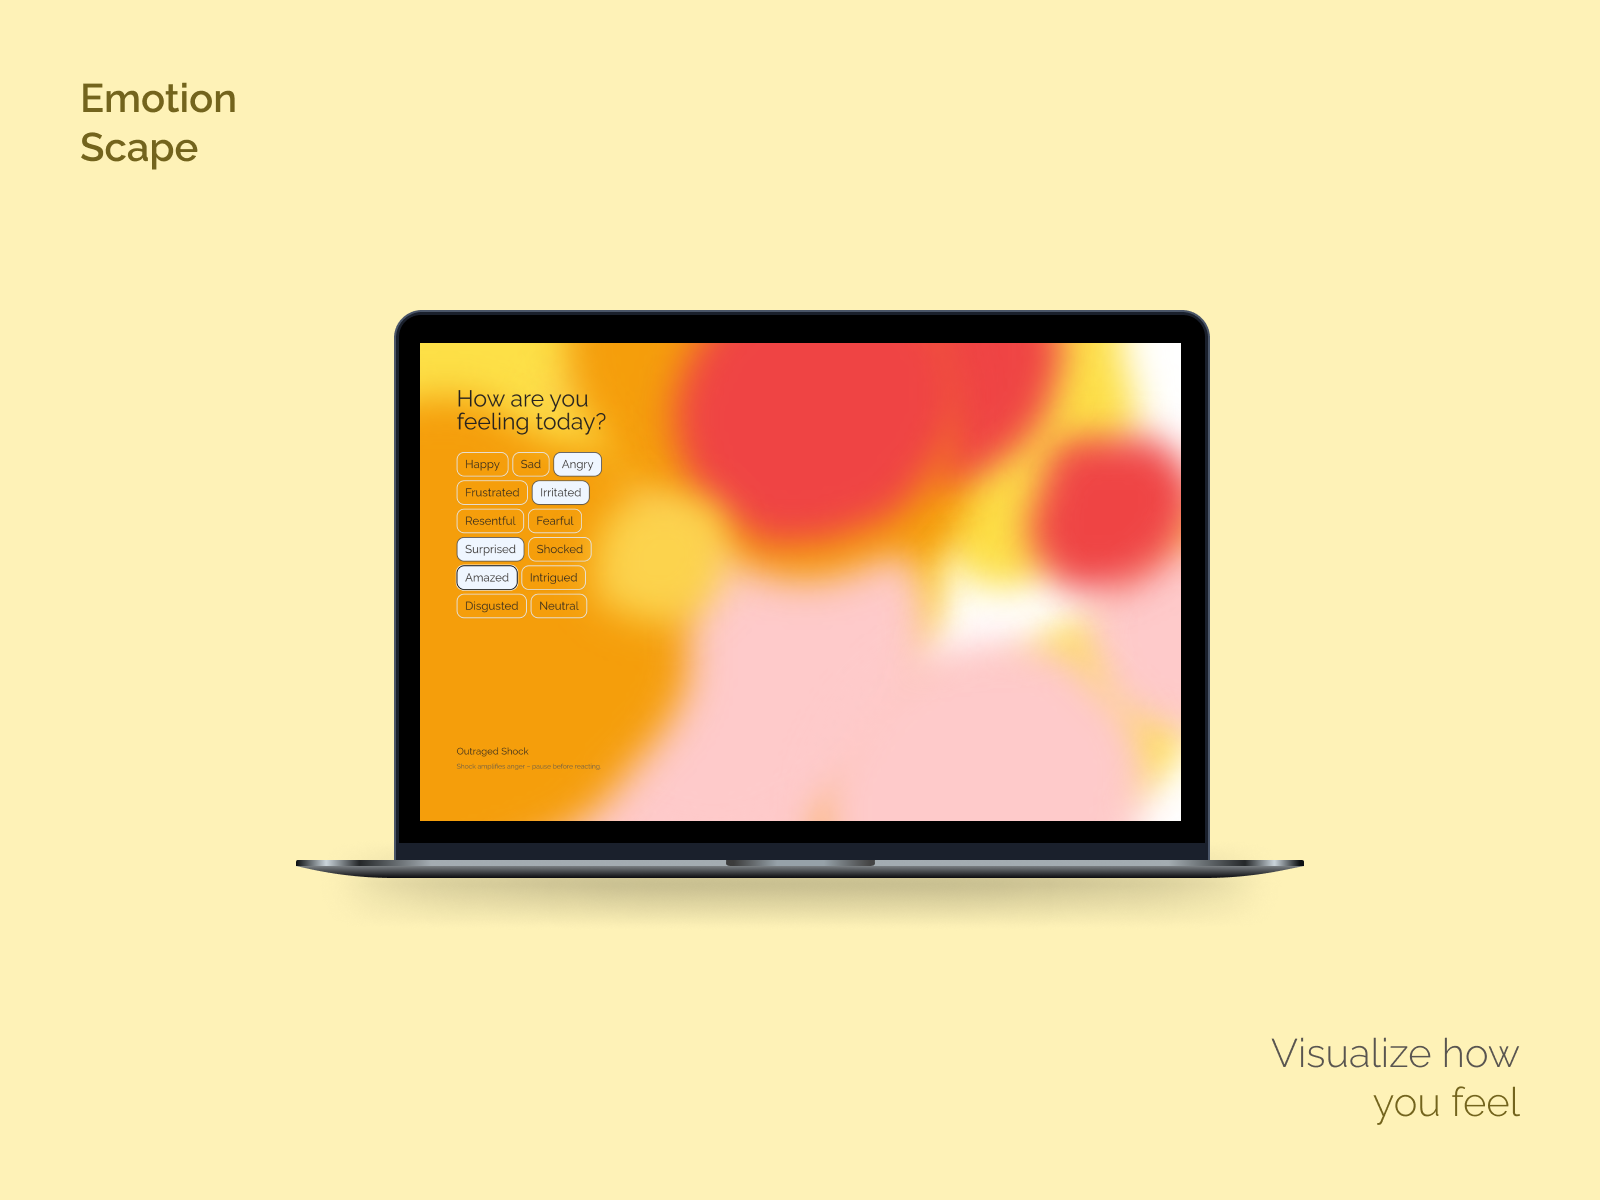 Emotion
Scape
How are you
feeling today?
Happy Sad Angry
Frustrated Irritated
Resentful Fearful
Surprised Shocked
Amazed Intrigued
Disgusted Neutral
Outraged Shock
Shock amplifies anger – pause before reacting.
Visualize how
you feel